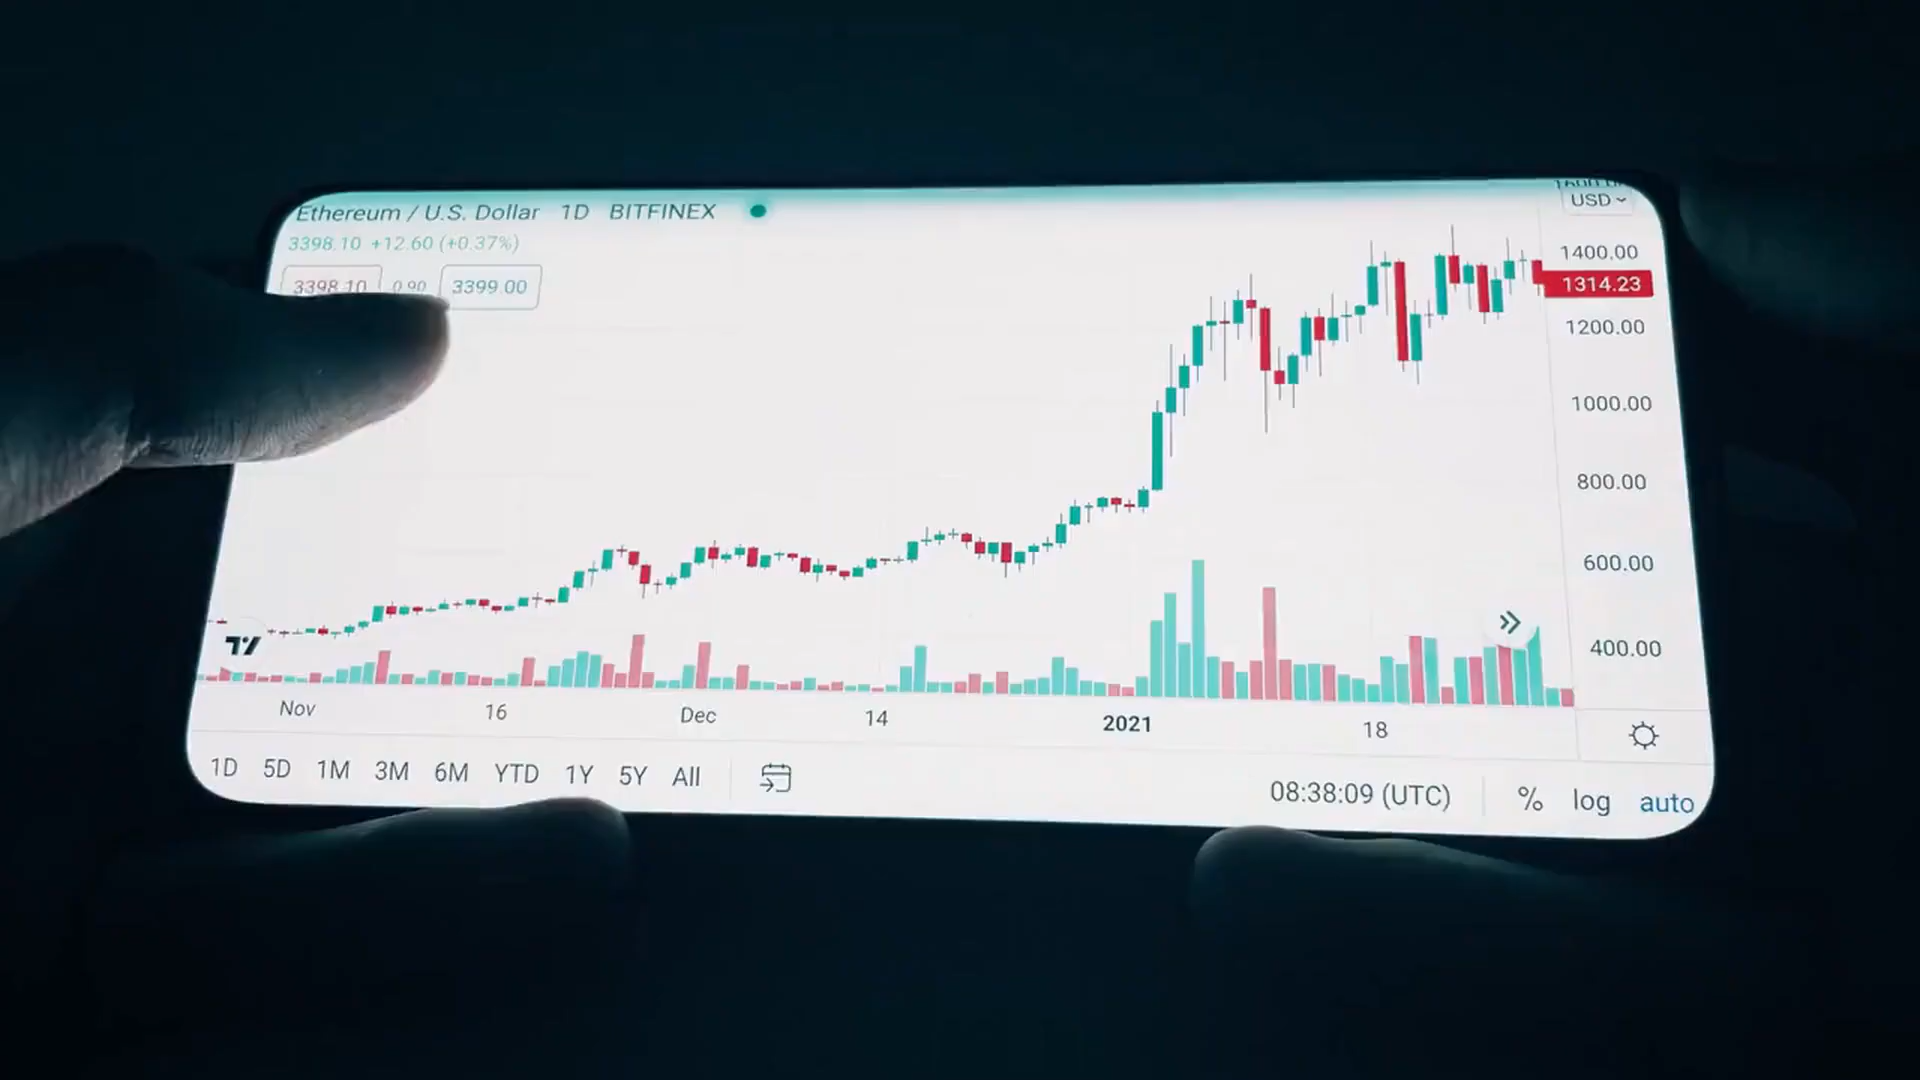 Ethereum / U.S. Dollar 1D BITFINEX
USD
3398.10 +12.60 (+0.37%)
3398.10 0.90 3399.00
1400.00
1314.23
1200.00
1000.00
800.00
600.00
400.00
Nov 16 Dec 14 2021 18
1D 5D 1M 3M 6M YTD 1Y 5Y All 08:38:09 (UTC) % log auto